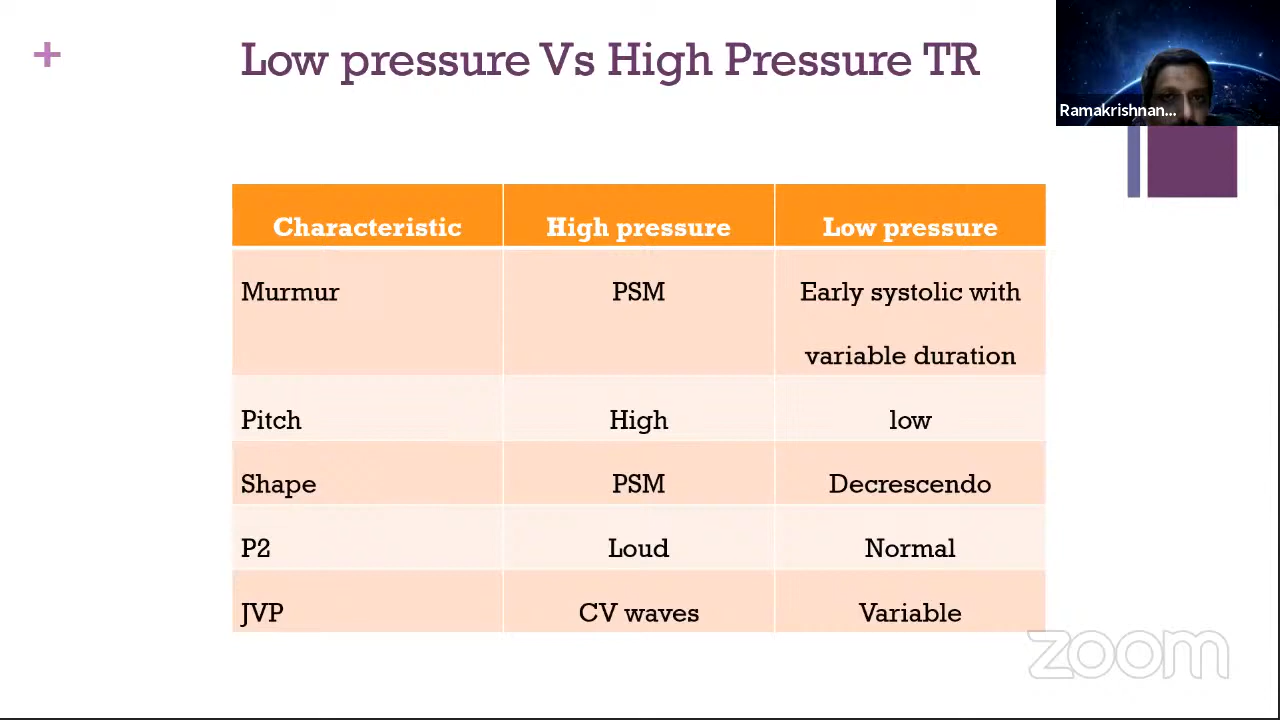 +
Low pressure Vs High Pressure TR
Ramakrishnan...
Characteristic High pressure Low pressure
Murmur PSM Early systolic with
variable duration
Pitch High low
Shape PSM Decrescendo
P2 Loud Normal
JVP CV waves Variable
zoom